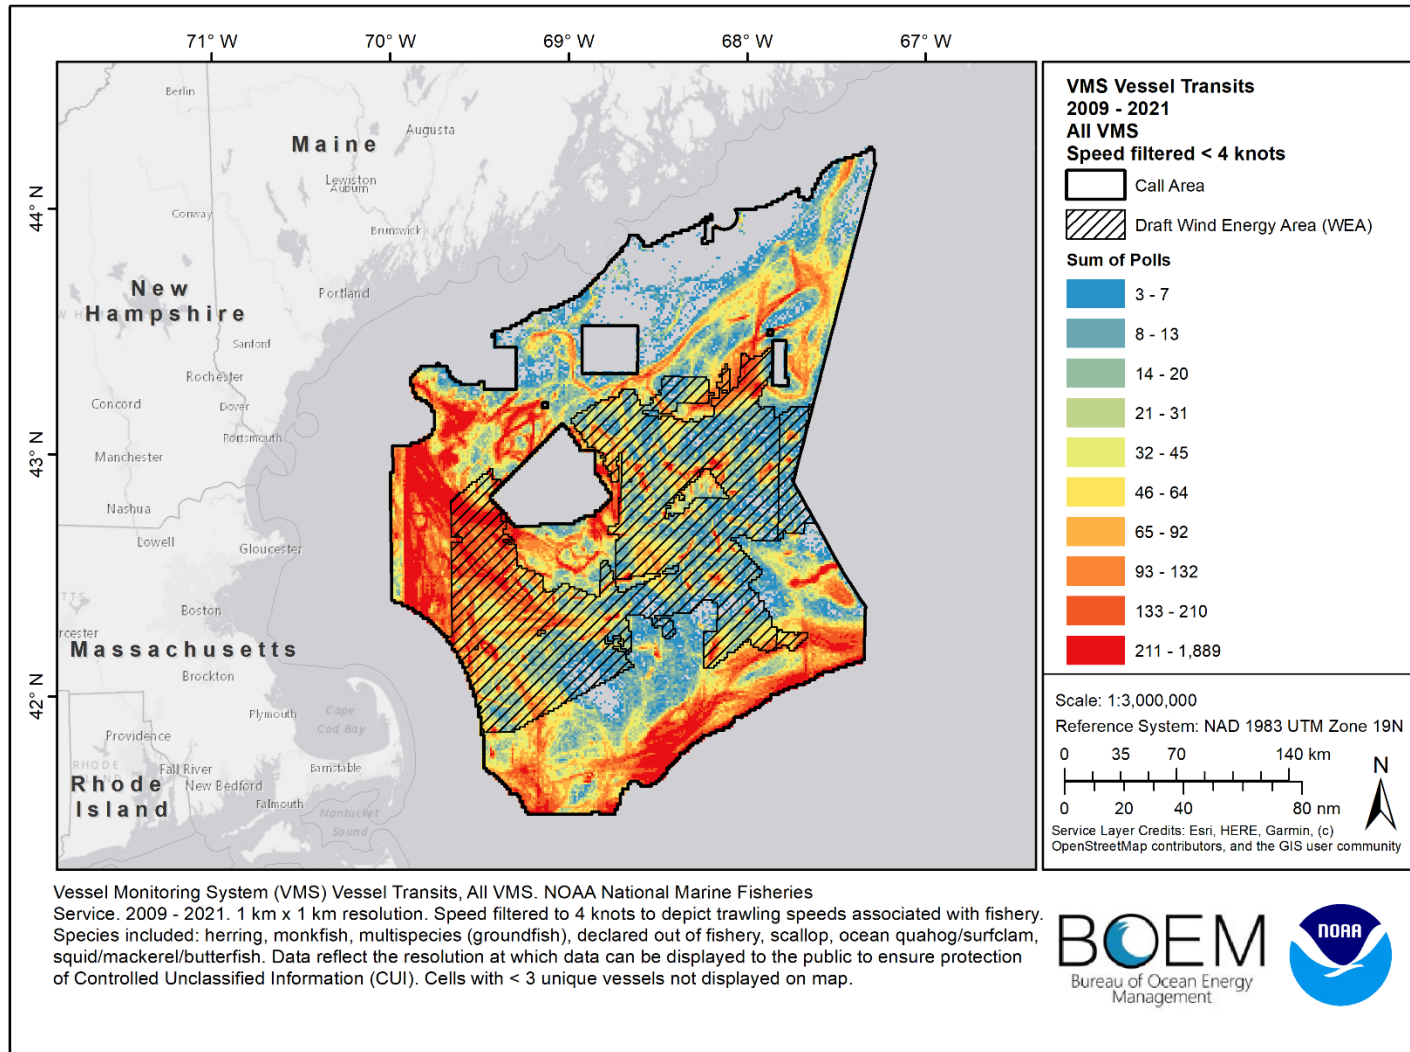 71° W
70° W
69° W
68° W
67° W
44° N
43° N
42° N
Berlin
Augusta
Maine
Lewiston
Auburn
Conway
Brunswick
New
Hampshire
Portland
Sanford
Rochester
Concord
Dover
Portsmouth
Manchester
Nashua
Lowell
Gloucester
Boston
Massachusetts
Brockton
Plymouth
Cape
Cod Bay
Providence
Barnstable
Fall River
New Bedford
Rhode
Island
Falmouth
Nantucket
Sound
VMS Vessel Transits
2009 - 2021
All VMS
Speed filtered < 4 knots
Call Area
Draft Wind Energy Area (WEA)
Sum of Polls
3 - 7
8 - 13
14 - 20
21 - 31
32 - 45
46 - 64
65 - 92
93 - 132
133 - 210
211 - 1,889
Scale: 1:3,000,000
Reference System: NAD 1983 UTM Zone 19N
0 35 70 140 km
0 20 40 80 nm
N
Service Layer Credits: Esri, HERE, Garmin, (c)
OpenStreetMap contributors, and the GIS user community
Vessel Monitoring System (VMS) Vessel Transits, All VMS. NOAA National Marine Fisheries
Service. 2009 - 2021. 1 km x 1 km resolution. Speed filtered to 4 knots to depict trawling speeds associated with fishery.
Species included: herring, monkfish, multispecies (groundfish), declared out of fishery, scallop, ocean quahog/surfclam,
squid/mackerel/butterfish. Data reflect the resolution at which data can be displayed to the public to ensure protection
of Controlled Unclassified Information (CUI). Cells with < 3 unique vessels not displayed on map.
BOEM
Bureau of Ocean Energy
Management
NOAA